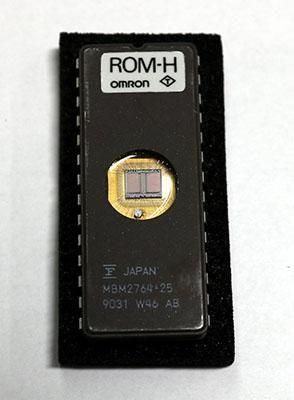 ROM-H
OMRON T
F JAPAN
MBM2764-25
9031 W46 AB